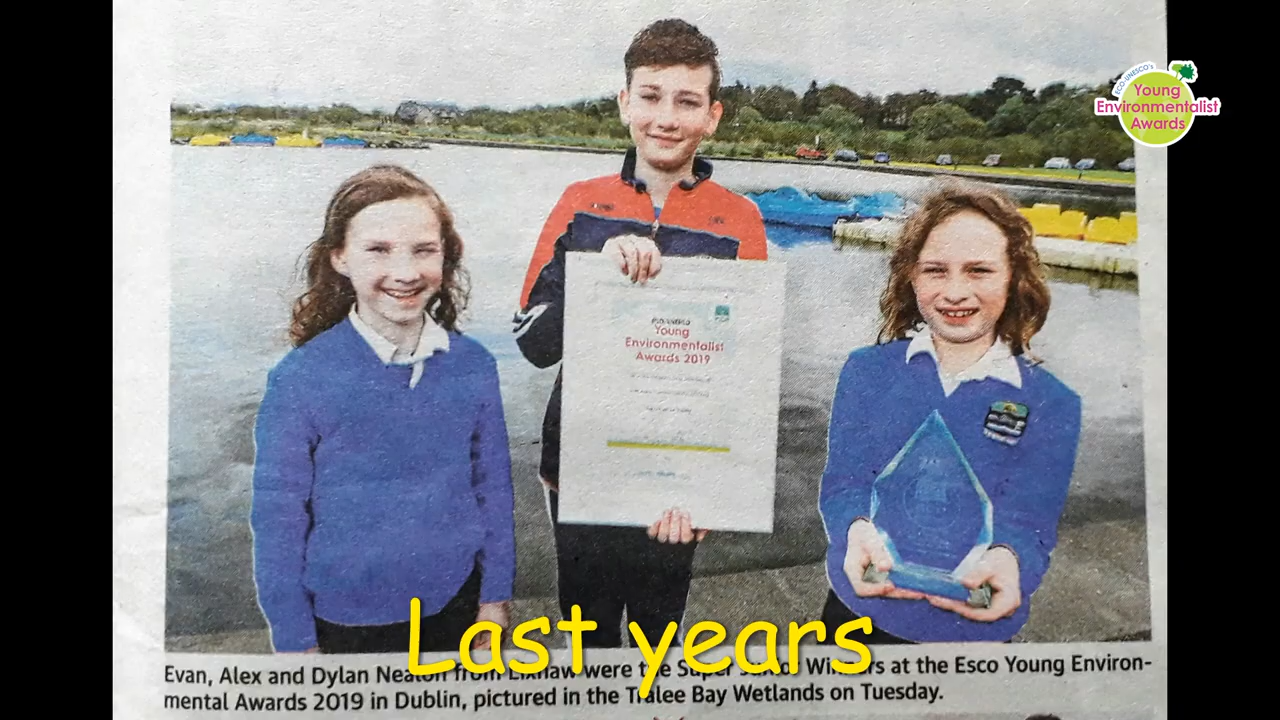 ECO-UNESCO's
Young
Environmentalist
Awards
Young
Environmentalist
Awards 2019
Last years
Evan, Alex and Dylan Neaton from Lixnaw were the Super Junior Winners at the Esco Young Environ-
mental Awards 2019 in Dublin, pictured in the Tralee Bay Wetlands on Tuesday.